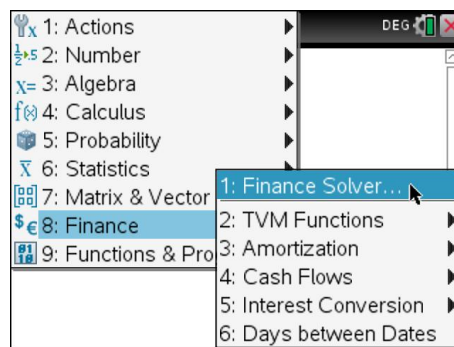 1: Actions
DEG
2: Number
3: Algebra
4: Calculus
5: Probability
6: Statistics
7: Matrix & Vector
8: Finance
9: Functions & Pro
1: Finance Solver...
2: TVM Functions
3: Amortization
4: Cash Flows
5: Interest Conversion
6: Days between Dates